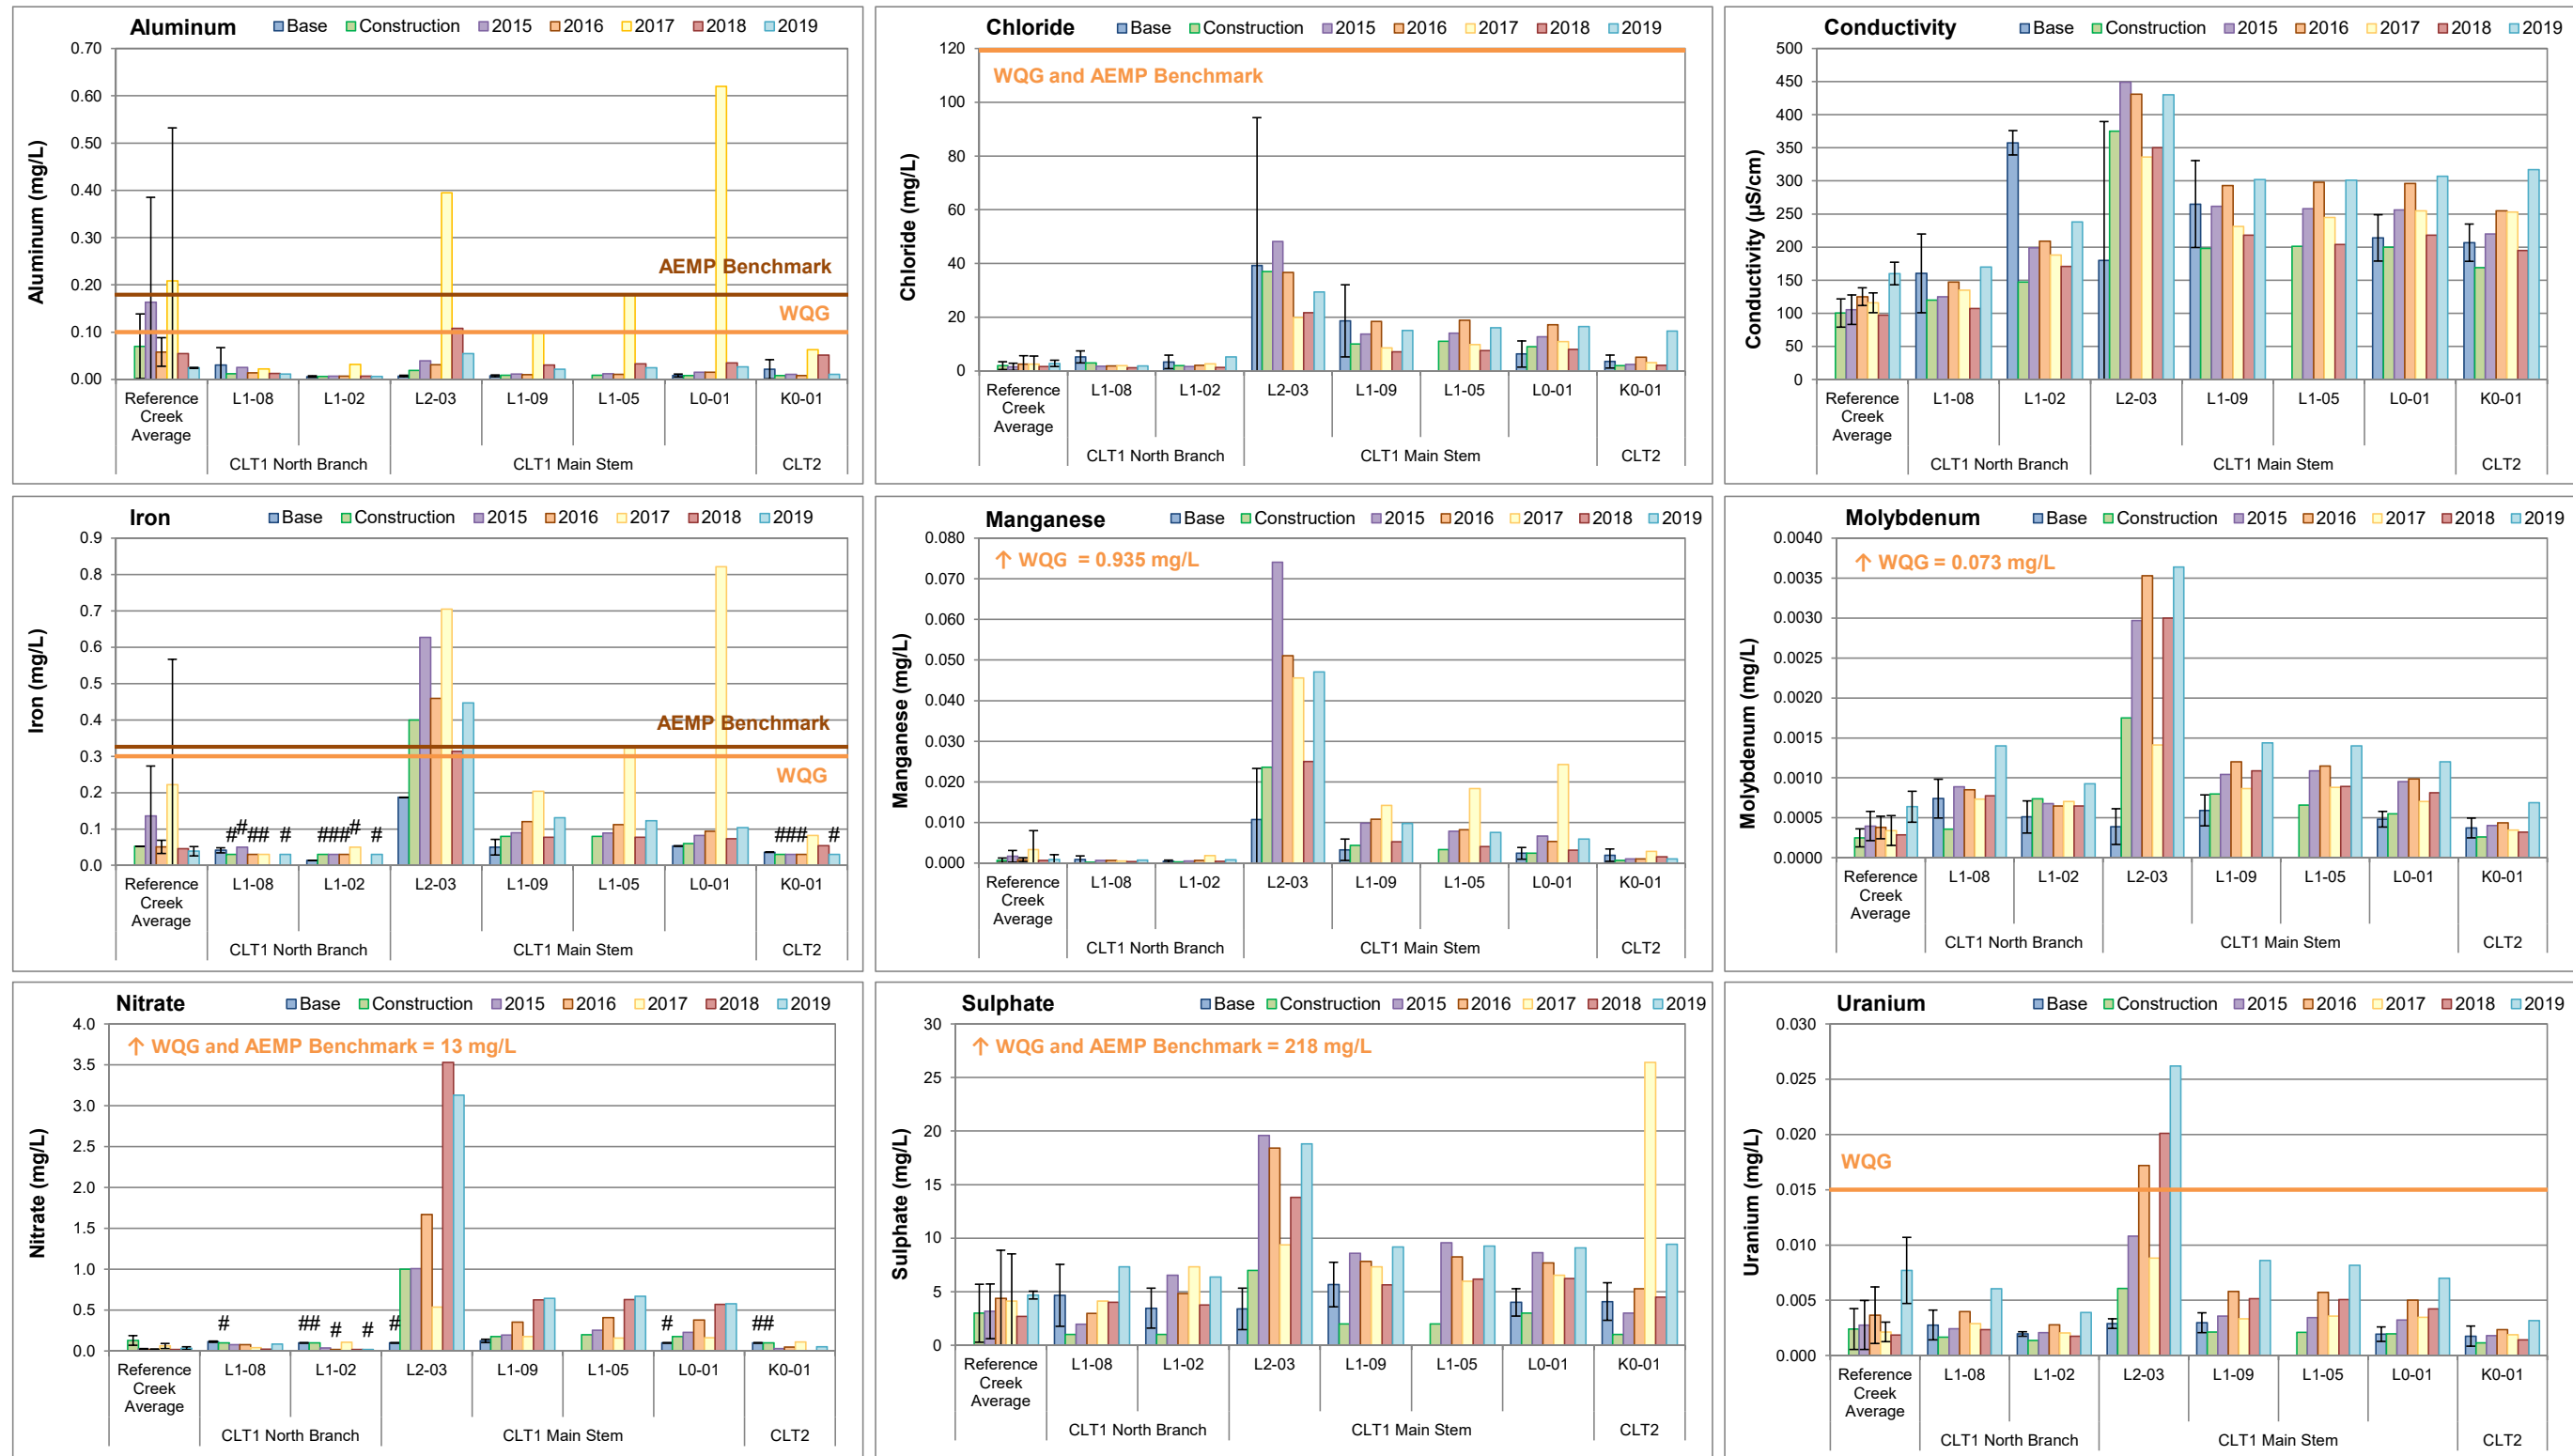 Aluminum
Base Construction 2015 2016 2017 2018 2019
Aluminum (mg/L)
0.70
0.60
0.50
0.40
0.30
0.20
0.10
0.00
AEMP Benchmark
WQG
Reference Creek Average L1-08 L1-02 L2-03 L1-09 L1-05 L0-01 K0-01
CLT1 North Branch CLT1 Main Stem CLT2
Chloride
Base Construction 2015 2016 2017 2018 2019
Chloride (mg/L)
120
100
80
60
40
20
0
WQG and AEMP Benchmark
Reference Creek Average L1-08 L1-02 L2-03 L1-09 L1-05 L0-01 K0-01
CLT1 North Branch CLT1 Main Stem CLT2
Conductivity
Base Construction 2015 2016 2017 2018 2019
Conductivity (µS/cm)
500
450
400
350
300
250
200
150
100
50
0
Reference Creek Average L1-08 L1-02 L2-03 L1-09 L1-05 L0-01 K0-01
CLT1 North Branch CLT1 Main Stem CLT2
Iron
Base Construction 2015 2016 2017 2018 2019
Iron (mg/L)
0.9
0.8
0.7
0.6
0.5
0.4
0.3
0.2
0.1
0.0
AEMP Benchmark
WQG
# # ## # ### # # ### #
Reference Creek Average L1-08 L1-02 L2-03 L1-09 L1-05 L0-01 K0-01
CLT1 North Branch CLT1 Main Stem CLT2
Manganese
Base Construction 2015 2016 2017 2018 2019
Manganese (mg/L)
0.080
0.070
0.060
0.050
0.040
0.030
0.020
0.010
0.000
↑ WQG = 0.935 mg/L
Reference Creek Average L1-08 L1-02 L2-03 L1-09 L1-05 L0-01 K0-01
CLT1 North Branch CLT1 Main Stem CLT2
Molybdenum
Base Construction 2015 2016 2017 2018 2019
Molybdenum (mg/L)
0.0040
0.0035
0.0030
0.0025
0.0020
0.0015
0.0010
0.0005
0.0000
↑ WQG = 0.073 mg/L
Reference Creek Average L1-08 L1-02 L2-03 L1-09 L1-05 L0-01 K0-01
CLT1 North Branch CLT1 Main Stem CLT2
Nitrate
Base Construction 2015 2016 2017 2018 2019
Nitrate (mg/L)
4.0
3.5
3.0
2.5
2.0
1.5
1.0
0.5
0.0
↑ WQG and AEMP Benchmark = 13 mg/L
# ## # # # # ##
Reference Creek Average L1-08 L1-02 L2-03 L1-09 L1-05 L0-01 K0-01
CLT1 North Branch CLT1 Main Stem CLT2
Sulphate
Base Construction 2015 2016 2017 2018 2019
Sulphate (mg/L)
30
25
20
15
10
5
0
↑ WQG and AEMP Benchmark = 218 mg/L
Reference Creek Average L1-08 L1-02 L2-03 L1-09 L1-05 L0-01 K0-01
CLT1 North Branch CLT1 Main Stem CLT2
Uranium
Base Construction 2015 2016 2017 2018 2019
Uranium (mg/L)
0.030
0.025
0.020
0.015
0.010
0.005
0.000
WQG
Reference Creek Average L1-08 L1-02 L2-03 L1-09 L1-05 L0-01 K0-01
CLT1 North Branch CLT1 Main Stem CLT2